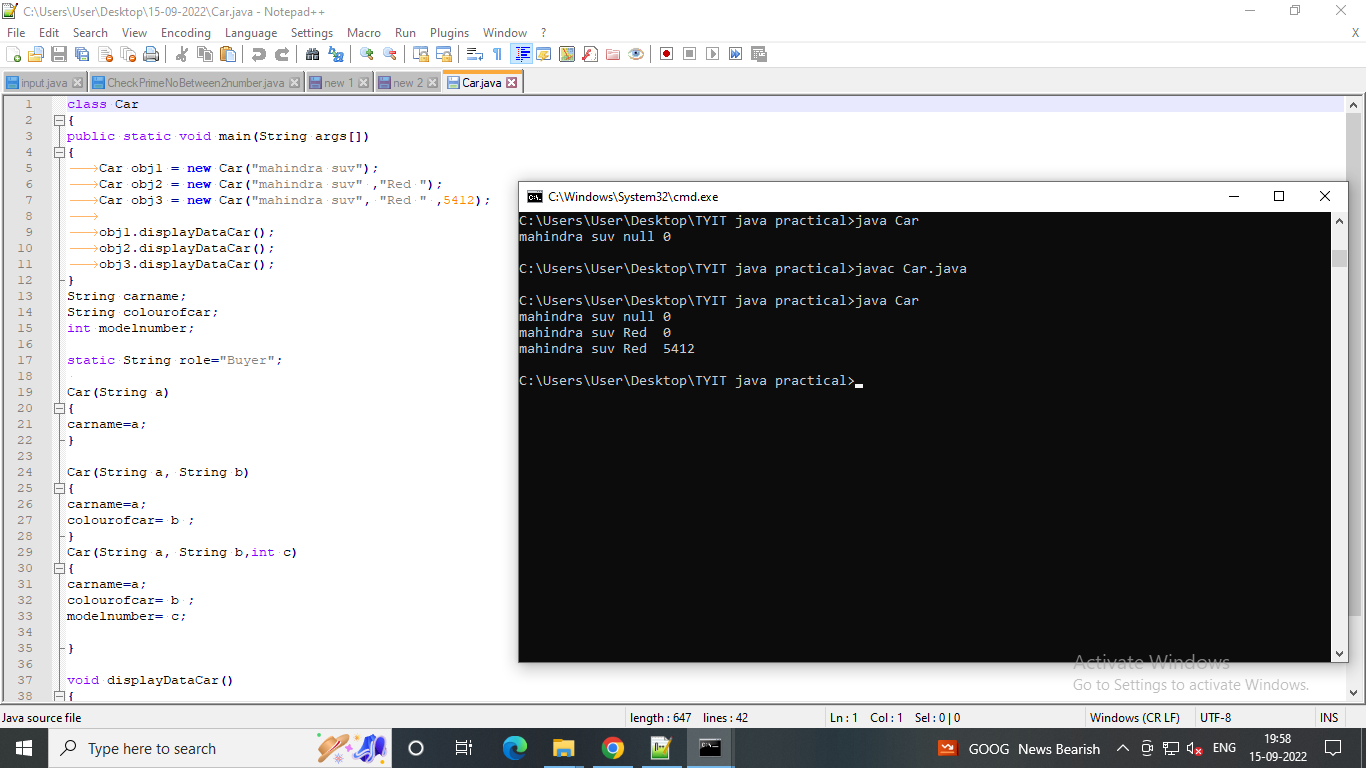 C:\Users\User\Desktop\15-09-2022\Car.java - Notepad++
File Edit Search View Encoding Language Settings Macro Run Plugins Window ? X
input.java CheckPrimeNoBetween2number.java new 1 new 2 Car.java
1 class Car
2 {
3 public static void main(String args[])
4 {
5 Car obj1 = new Car("mahindra suv");
6 Car obj2 = new Car("mahindra suv" ,"Red ");
7 Car obj3 = new Car("mahindra suv", "Red " ,5412);
8
9 obj1.displayDataCar();
10 obj2.displayDataCar();
11 obj3.displayDataCar();
12 }
13 String carname;
14 String colourofcar;
15 int modelnumber;
16
17 static String role="Buyer";
18
19 Car(String a)
20 {
21 carname=a;
22 }
23
24 Car(String a, String b)
25 {
26 carname=a;
27 colourofcar= b ;
28 }
29 Car(String a, String b,int c)
30 {
31 carname=a;
32 colourofcar= b ;
33 modelnumber= c;
34
35 }
36
37 void displayDataCar()
38 {
C:\Windows\System32\cmd.exe
C:\Users\User\Desktop\TYIT java practical>java Car
mahindra suv null 0
C:\Users\User\Desktop\TYIT java practical>javac Car.java
C:\Users\User\Desktop\TYIT java practical>java Car
mahindra suv null 0
mahindra suv Red  0
mahindra suv Red  5412
C:\Users\User\Desktop\TYIT java practical>
Activate Windows
Go to Settings to activate Windows.
Java source file length : 647 lines : 42 Ln : 1 Col : 1 Sel : 0 | 0 Windows (CR LF) UTF-8 INS
Type here to search GOOG News Bearish ENG 19:58
15-09-2022